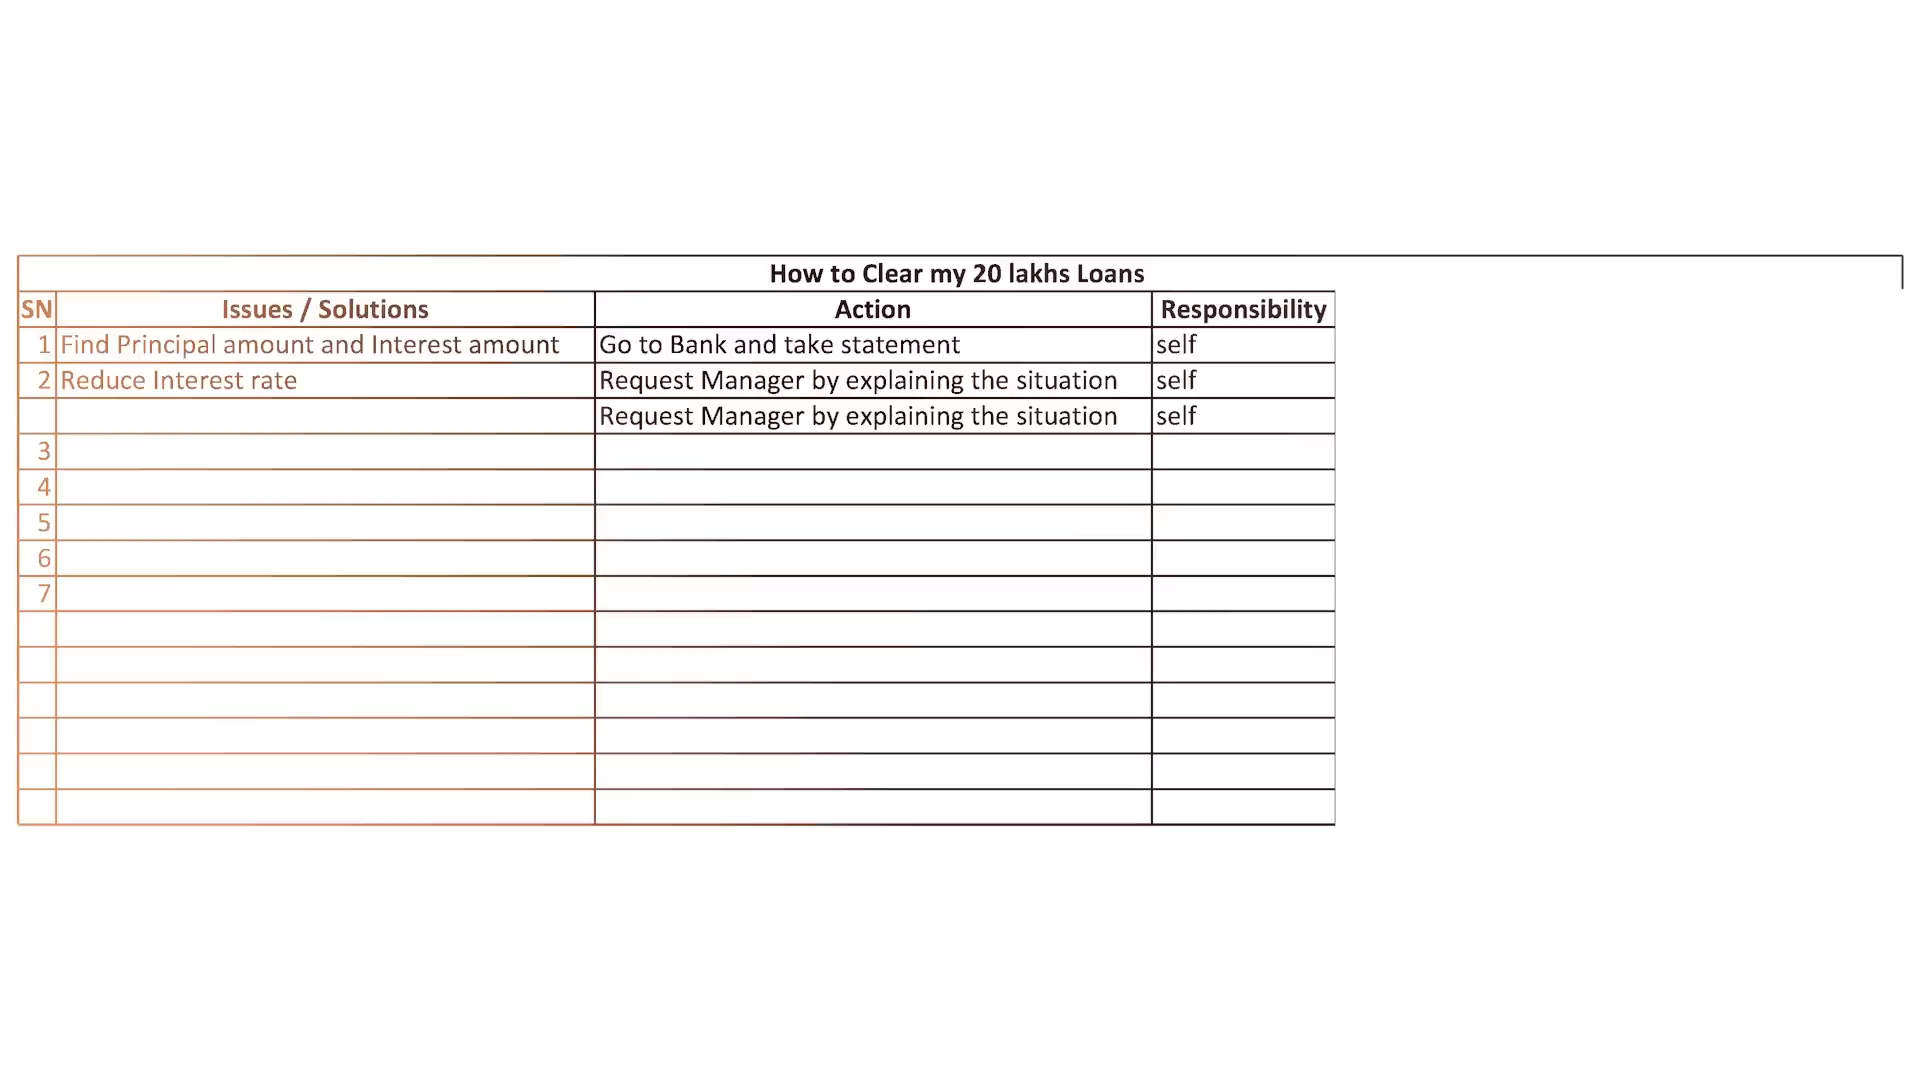 How to Clear my 20 lakhs Loans
SN Issues / Solutions Action Responsibility
1 Find Principal amount and Interest amount Go to Bank and take statement self
2 Reduce Interest rate Request Manager by explaining the situation self
Request Manager by explaining the situation self
3
4
5
6
7